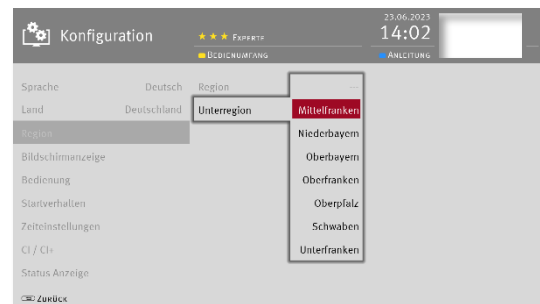 Konfiguration
★ ★ ★ EXPERTE
BEDIENUMFANG
23.06.2023
14:02
ANLEITUNG
Sprache Deutsch
Land Deutschland
Region
Bildschirmanzeige
Bedienung
Startverhalten
Zeiteinstellungen
CI / CI+
Status Anzeige
Region ---
Unterregion Mittelfranken
Niederbayern
Oberbayern
Oberfranken
Oberpfalz
Schwaben
Unterfranken
ZURÜCK